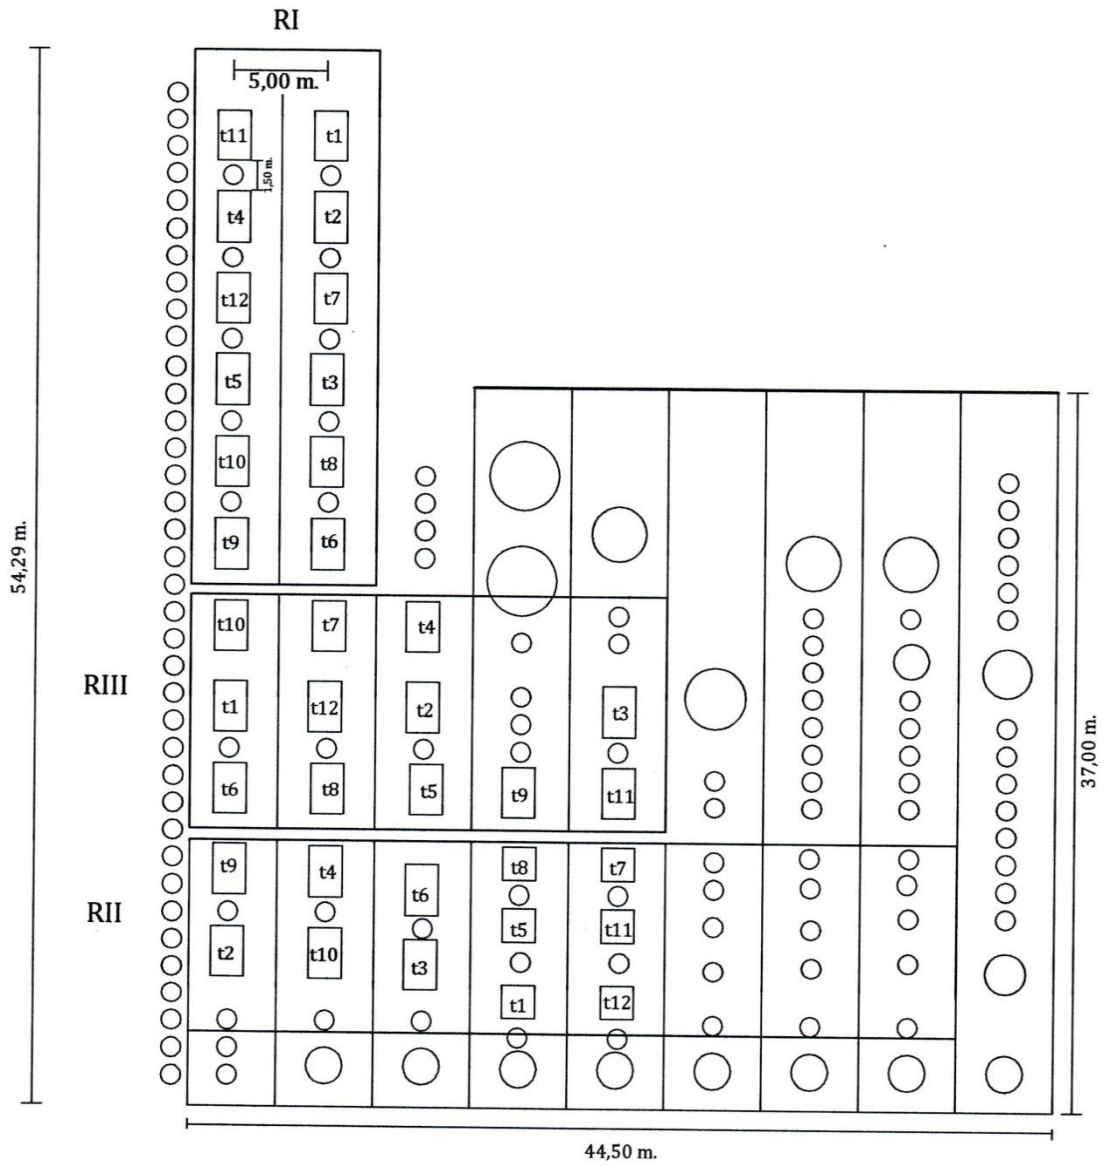 RI
5,00 m.
t11 t1
1,50 m.
t4 t2
t12 t7
t5 t3
t10 t8
t9 t6
54,29 m.
RIII
t10 t7 t4
t1 t12 t2 t3
t6 t8 t5 t9 t11
37,00 m.
RII
t9 t4 t6 t8 t7
t5 t11
t2 t10 t3
t1 t12
44,50 m.